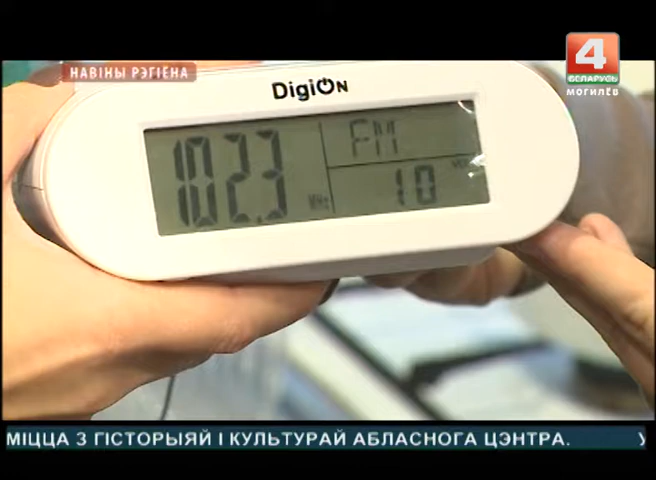 НАВІНЫ РЭГІЁНА
4
БЕЛАРУСЬ
МОГИЛЁВ
DigiON
102.3 MHz
FM
10
МІЦЦА З ГІСТОРЫЯЙ І КУЛЬТУРАЙ АБЛАСНОГА ЦЭНТРА.